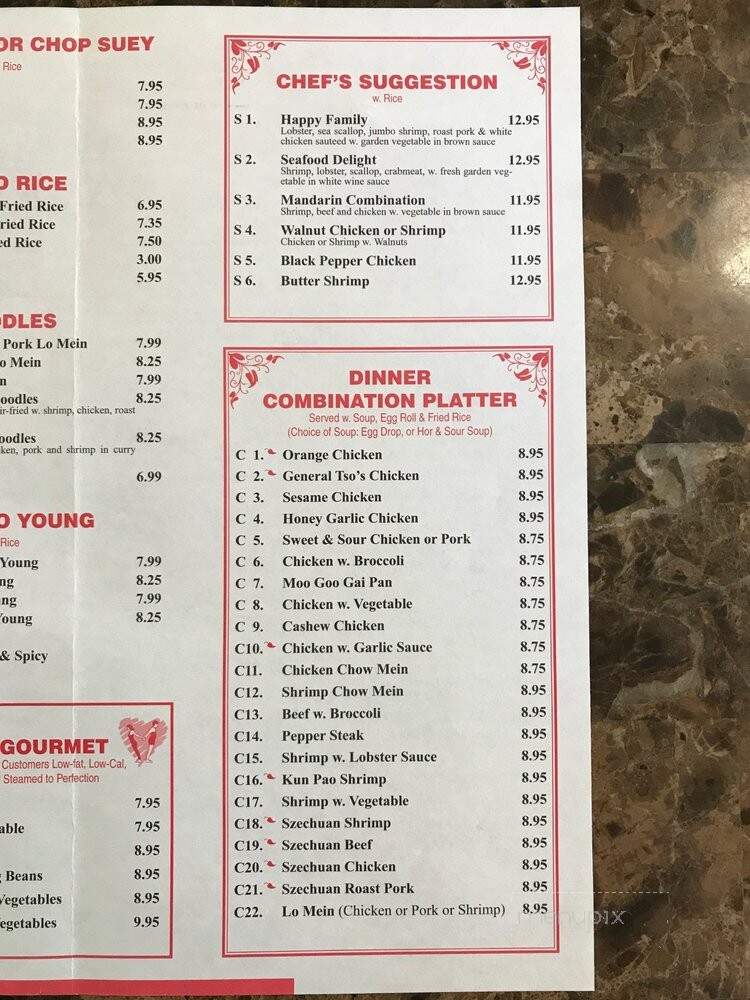 OR CHOP SUEY
Rice
7.95
7.95
8.95
8.95
D RICE
Fried Rice 6.95
ried Rice 7.35
ed Rice 7.50
3.00
5.95
ODLES
Pork Lo Mein 7.99
o Mein 8.25
n 7.99
oodles 8.25
ir-fried w. shrimp, chicken, roast
oodles 8.25
ken, pork and shrimp in curry
6.99
O YOUNG
Rice
Young 7.99
ng 8.25
ng 7.99
Young 8.25
& Spicy
GOURMET
Customers Low-fat, Low-Cal,
Steamed to Perfection
7.95
able 7.95
8.95
g Beans 8.95
Vegetables 8.95
egetables 9.95
CHEF'S SUGGESTION
w. Rice
S 1. Happy Family 12.95
Lobster, sea scallop, jumbo shrimp, roast pork & white
chicken sauteed w. garden vegetable in brown sauce
S 2. Seafood Delight 12.95
Shrimp, lobster, scallop, crabmeat, w. fresh garden veg-
etable in white wine sauce
S 3. Mandarin Combination 11.95
Shrimp, beef and chicken w. vegetable in brown sauce
S 4. Walnut Chicken or Shrimp 11.95
Chicken or Shrimp w. Walnuts
S 5. Black Pepper Chicken 11.95
S 6. Butter Shrimp 12.95
DINNER
COMBINATION PLATTER
Served w. Soup, Egg Roll & Fried Rice
(Choice of Soup: Egg Drop, or Hor & Sour Soup)
C 1. Orange Chicken 8.95
C 2. General Tso's Chicken 8.95
C 3. Sesame Chicken 8.95
C 4. Honey Garlic Chicken 8.95
C 5. Sweet & Sour Chicken or Pork 8.75
C 6. Chicken w. Broccoli 8.75
C 7. Moo Goo Gai Pan 8.75
C 8. Chicken w. Vegetable 8.75
C 9. Cashew Chicken 8.75
C10. Chicken w. Garlic Sauce 8.75
C11. Chicken Chow Mein 8.75
C12. Shrimp Chow Mein 8.95
C13. Beef w. Broccoli 8.95
C14. Pepper Steak 8.95
C15. Shrimp w. Lobster Sauce 8.95
C16. Kun Pao Shrimp 8.95
C17. Shrimp w. Vegetable 8.95
C18. Szechuan Shrimp 8.95
C19. Szechuan Beef 8.95
C20. Szechuan Chicken 8.95
C21. Szechuan Roast Pork 8.95
C22. Lo Mein (Chicken or Pork or Shrimp) 8.95
menupix